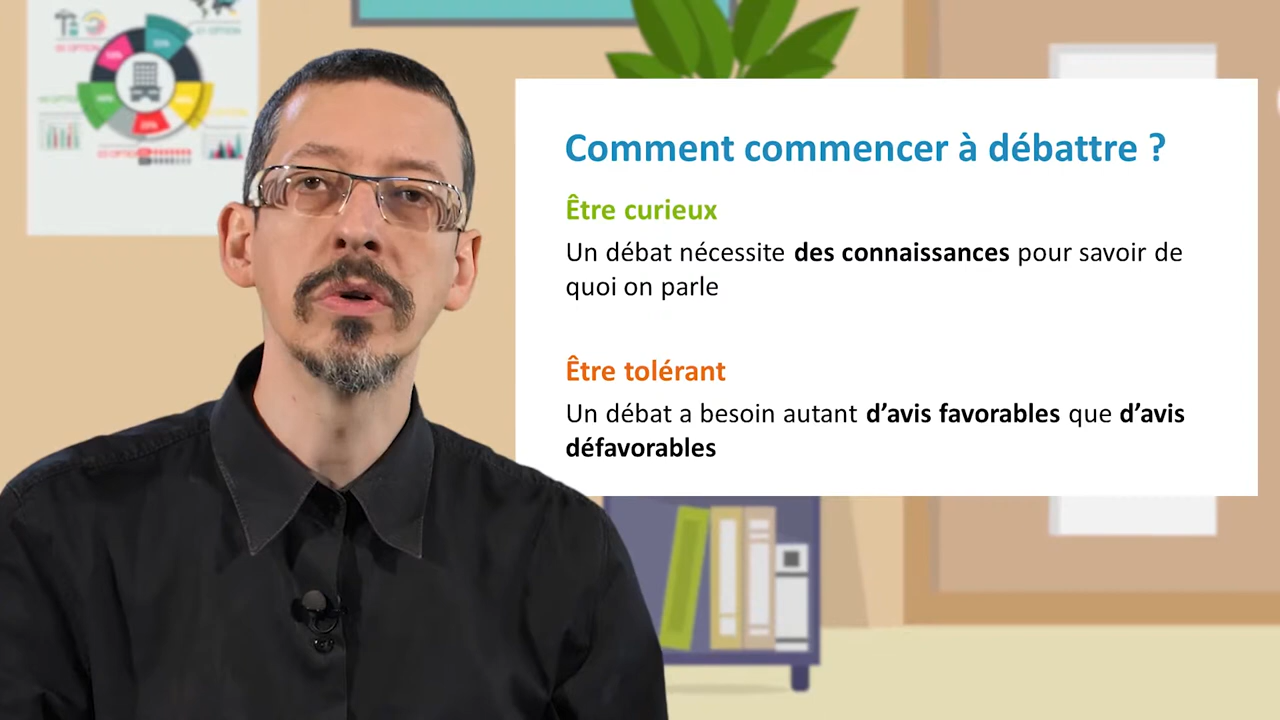 Comment commencer à débattre ?
Être curieux
Un débat nécessite des connaissances pour savoir de
quoi on parle
Être tolérant
Un débat a besoin autant d'avis favorables que d'avis
défavorables